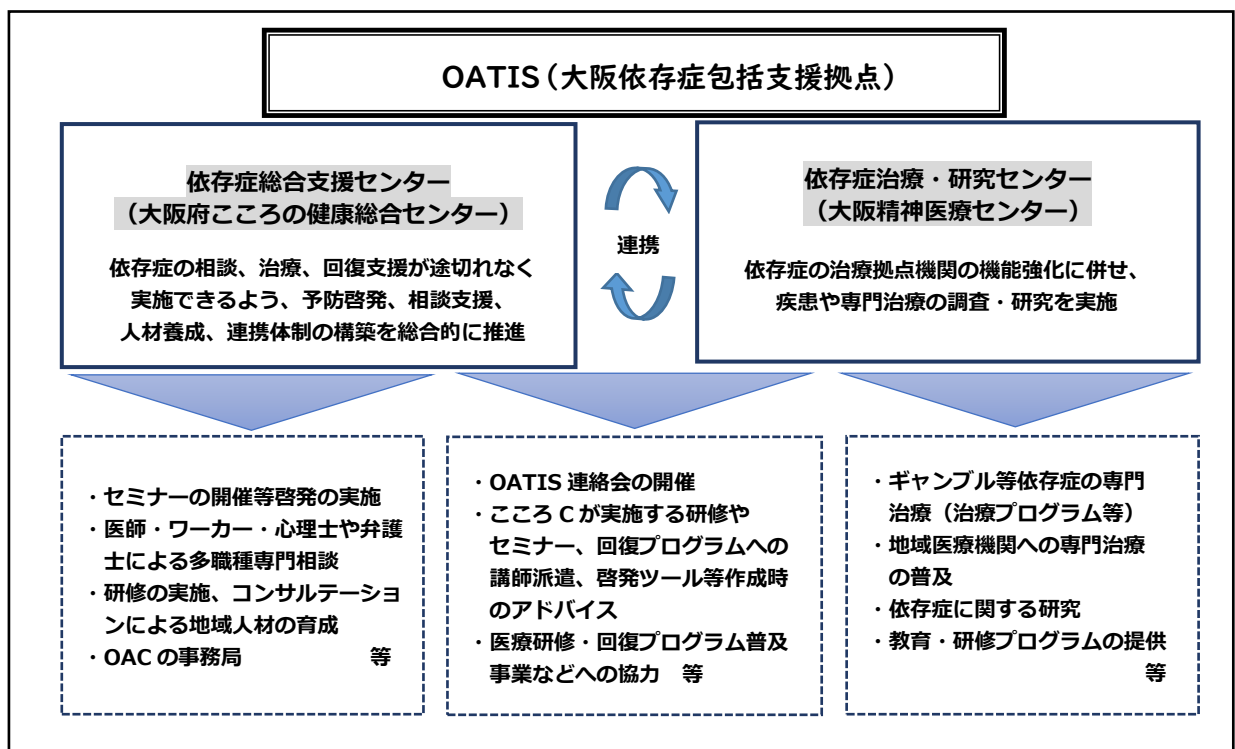 OATIS(大阪依存症包括支援拠点)
依存症総合支援センター
(大阪府こころの健康総合センター)
依存症の相談、治療、回復支援が途切れなく
実施できるよう、予防啓発、相談支援、
人材養成、連携体制の構築を総合的に推進
連携
依存症治療・研究センター
(大阪精神医療センター)
依存症の治療拠点機関の機能強化に併せ、
疾患や専門治療の調査・研究を実施
・セミナーの開催等啓発の実施
・医師・ワーカー・心理士や弁護
士による多職種専門相談
・研修の実施、コンサルテーショ
ンによる地域人材の育成
・OAC の事務局 等
・OATIS 連絡会の開催
・こころ C が実施する研修や
セミナー、回復プログラムへの
講師派遣、啓発ツール等作成時
のアドバイス
・医療研修・回復プログラム普及
事業などへの協力 等
・ギャンブル等依存症の専門
治療(治療プログラム等)
・地域医療機関への専門治療
の普及
・依存症に関する研究
・教育・研修プログラムの提供
等